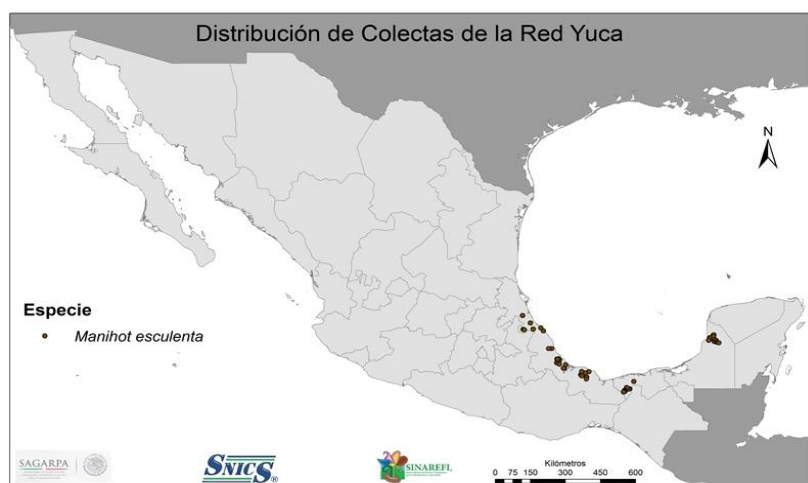 Distribución de Colectas de la Red Yuca
N
Especie
Manihot esculenta
SAGARPA
SNICS®
SINAREFI
Kilómetros
0 75 150 300 450 600